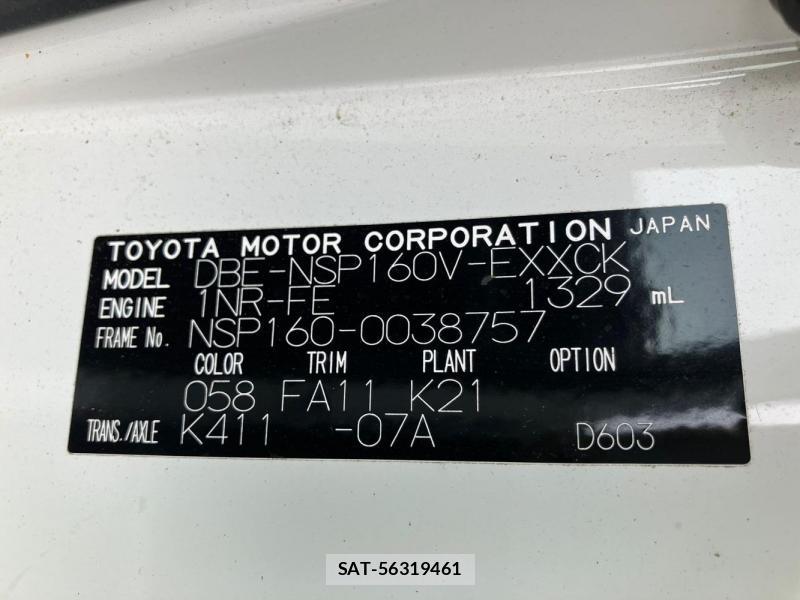 TOYOTA MOTOR CORPORATION JAPAN
MODEL DBE-NSP160V-EXXCK
ENGINE 1NR-FE 1329 mL
FRAME No. NSP160-0038757
COLOR TRIM PLANT OPTION
058 FA11 K21
TRANS./AXLE K411 -07A D603
SAT-56319461